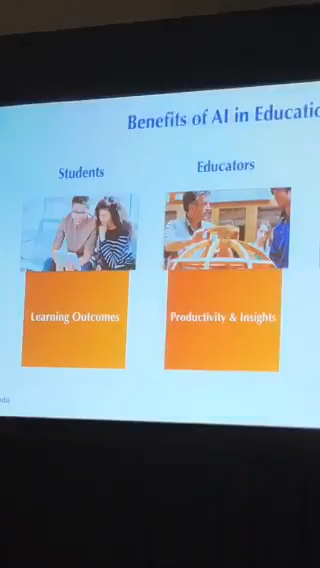 Benefits of AI in Educatio
Students
Educators
Learning Outcomes
Productivity & Insights